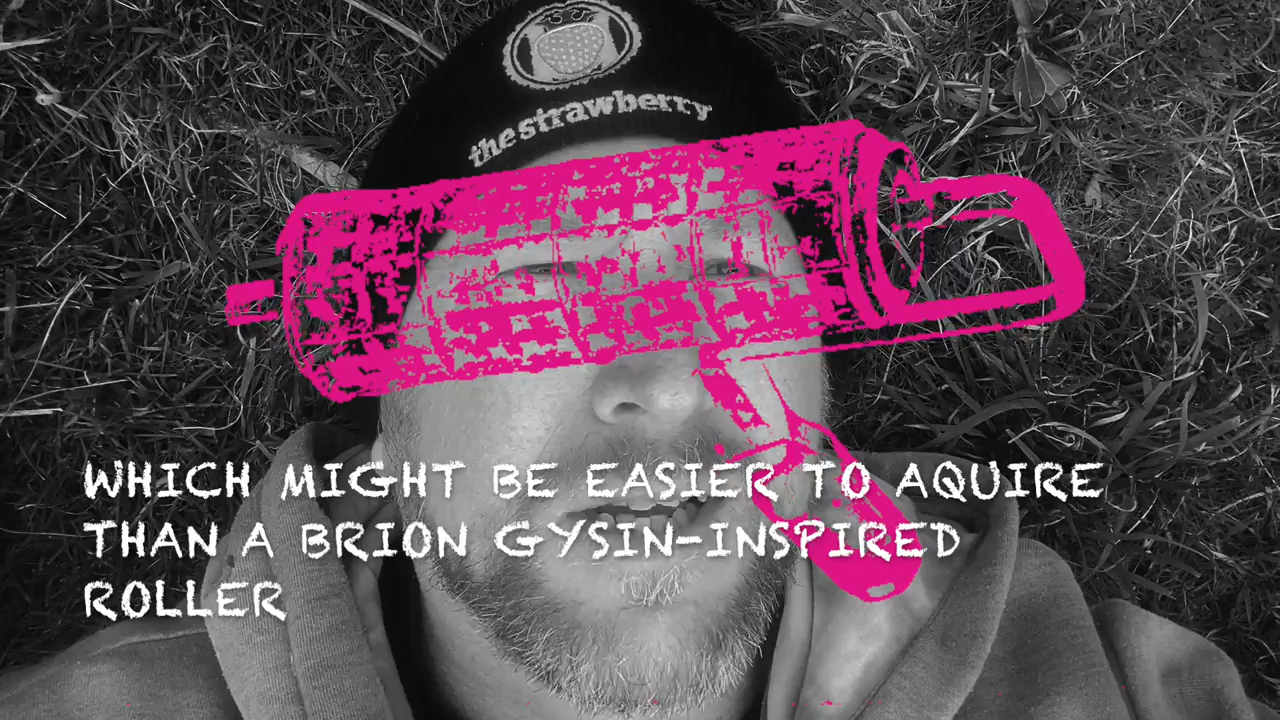 the strawberry
WHICH MIGHT BE EASIER TO AQUIRE
THAN A BRION GYSIN-INSPIRED
ROLLER